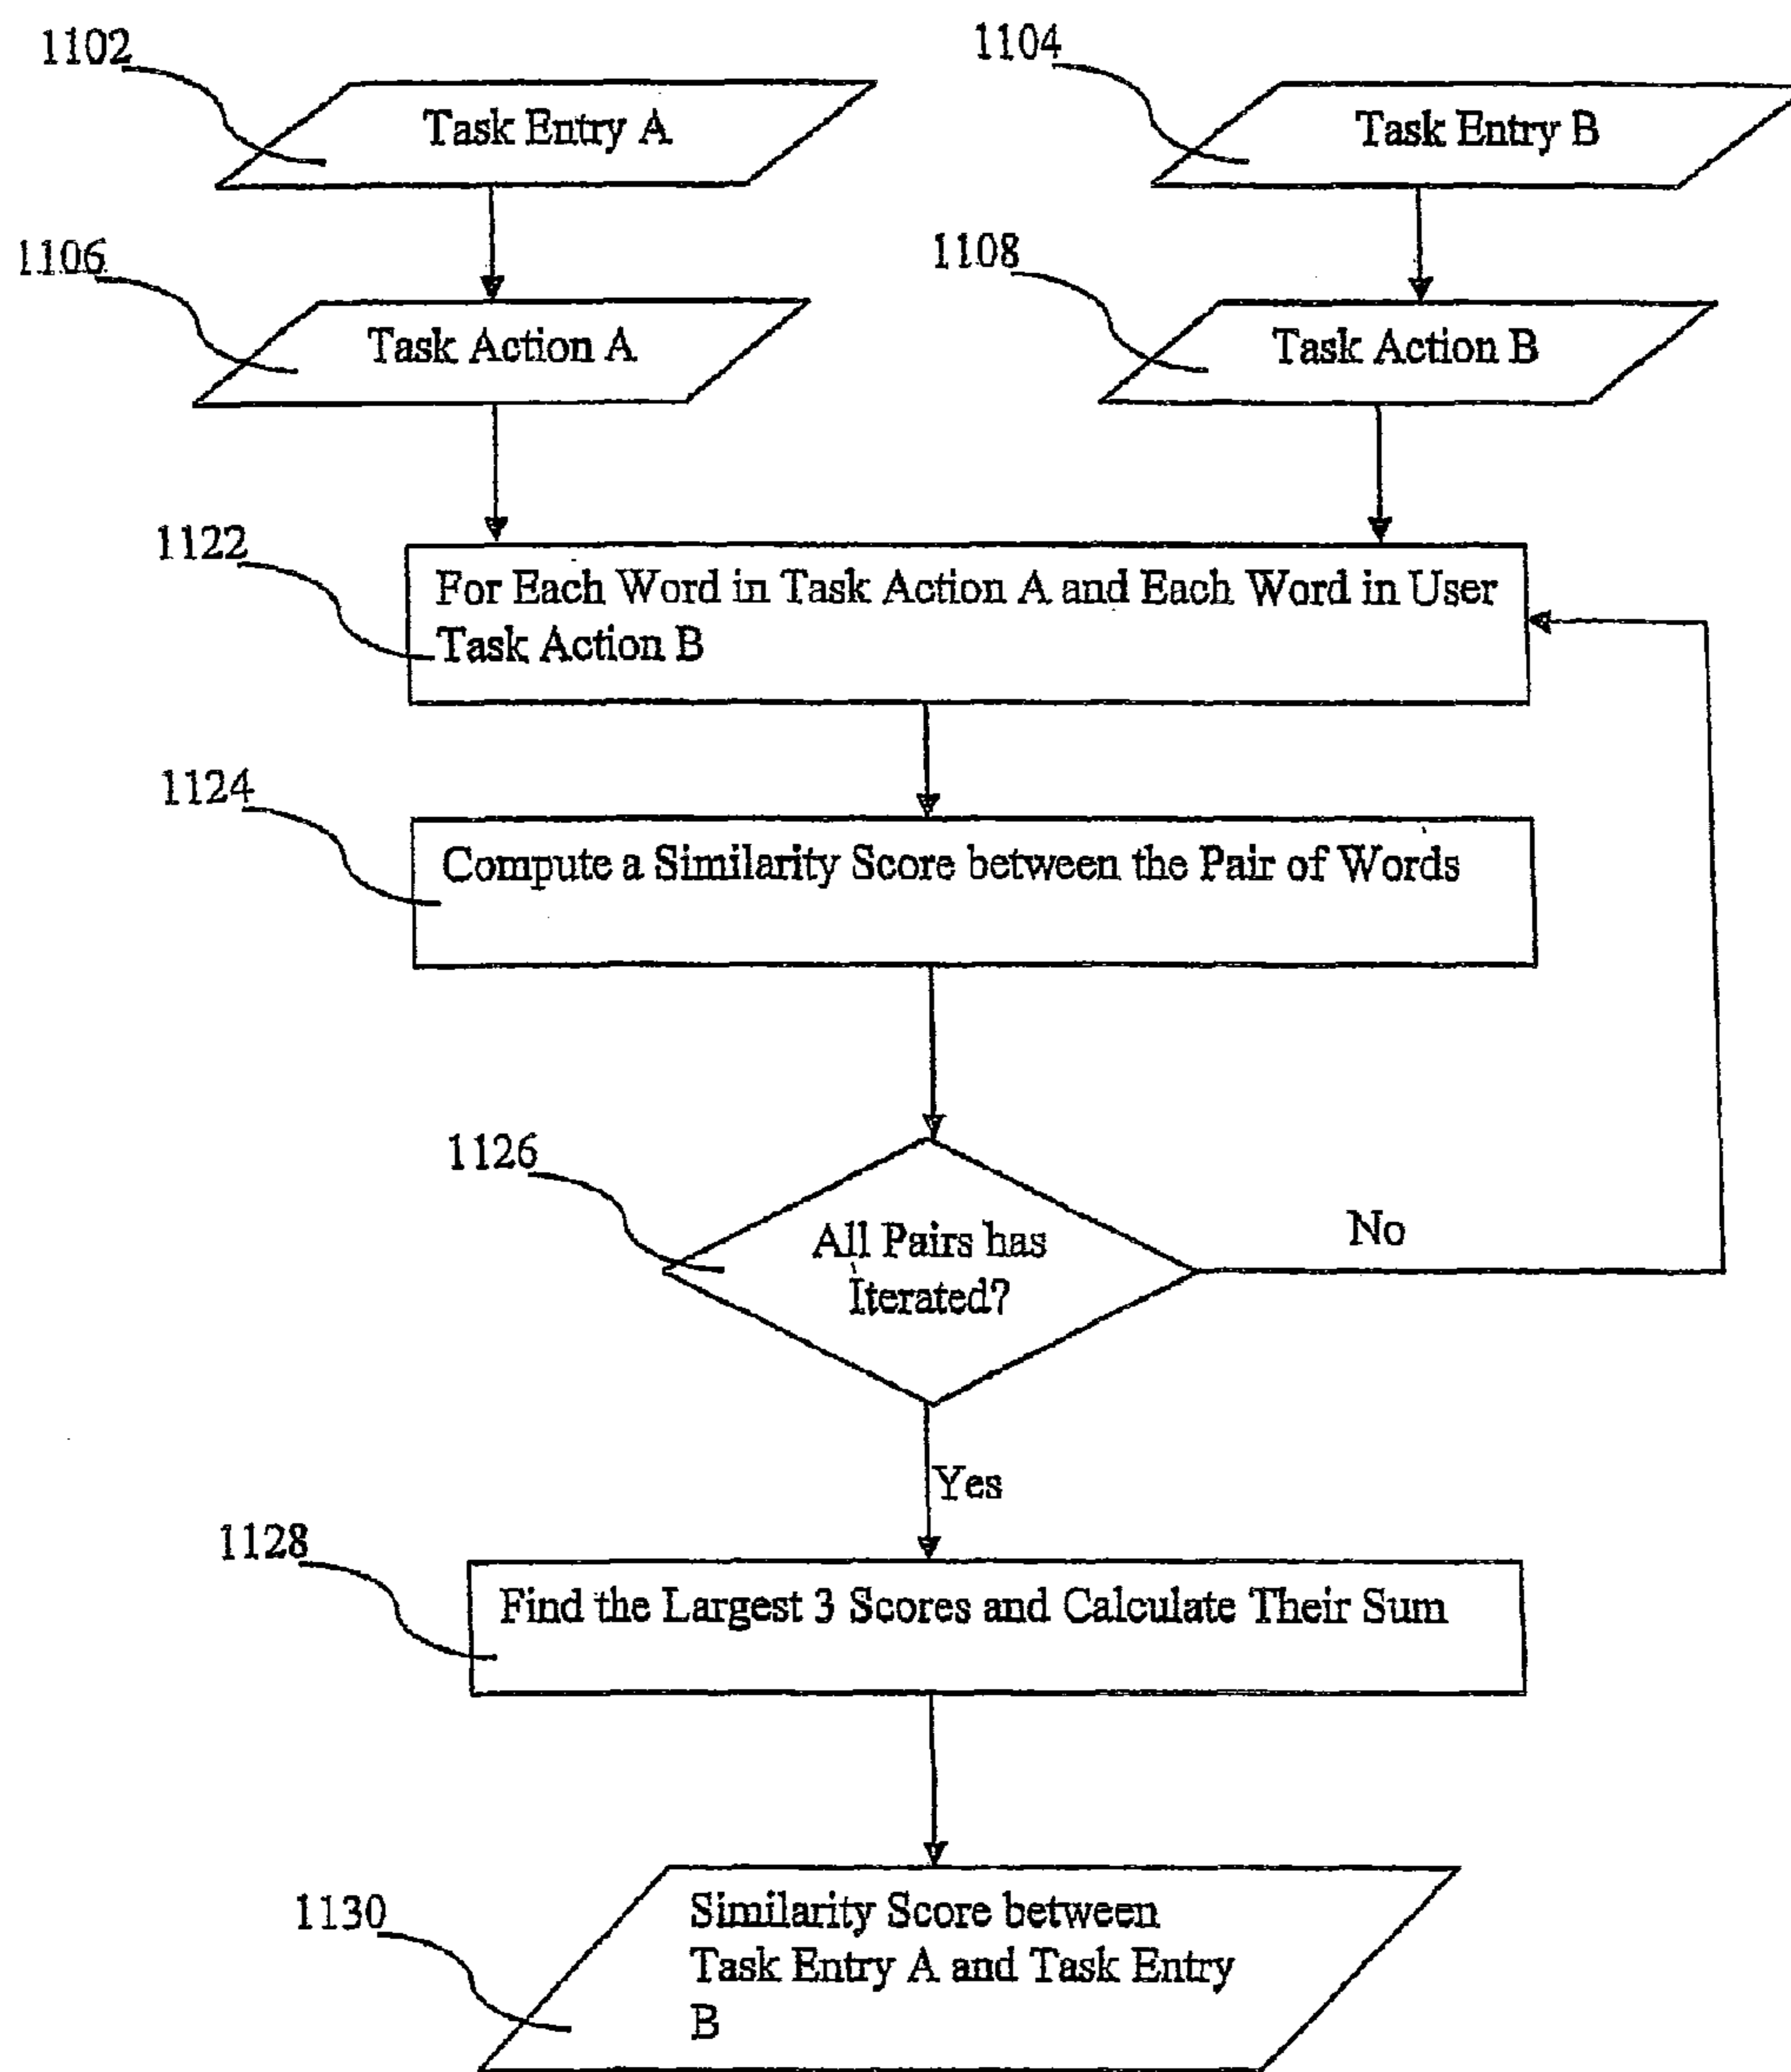 1102
Task Entry A
1104
Task Entry B
1106
Task Action A
1108
Task Action B
1122
For Each Word in Task Action A and Each Word in User
Task Action B
1124
Compute a Similarity Score between the Pair of Words
1126
All Pairs has
Iterated?
No
Yes
1128
Find the Largest 3 Scores and Calculate Their Sum
1130
Similarity Score between
Task Entry A and Task Entry
B